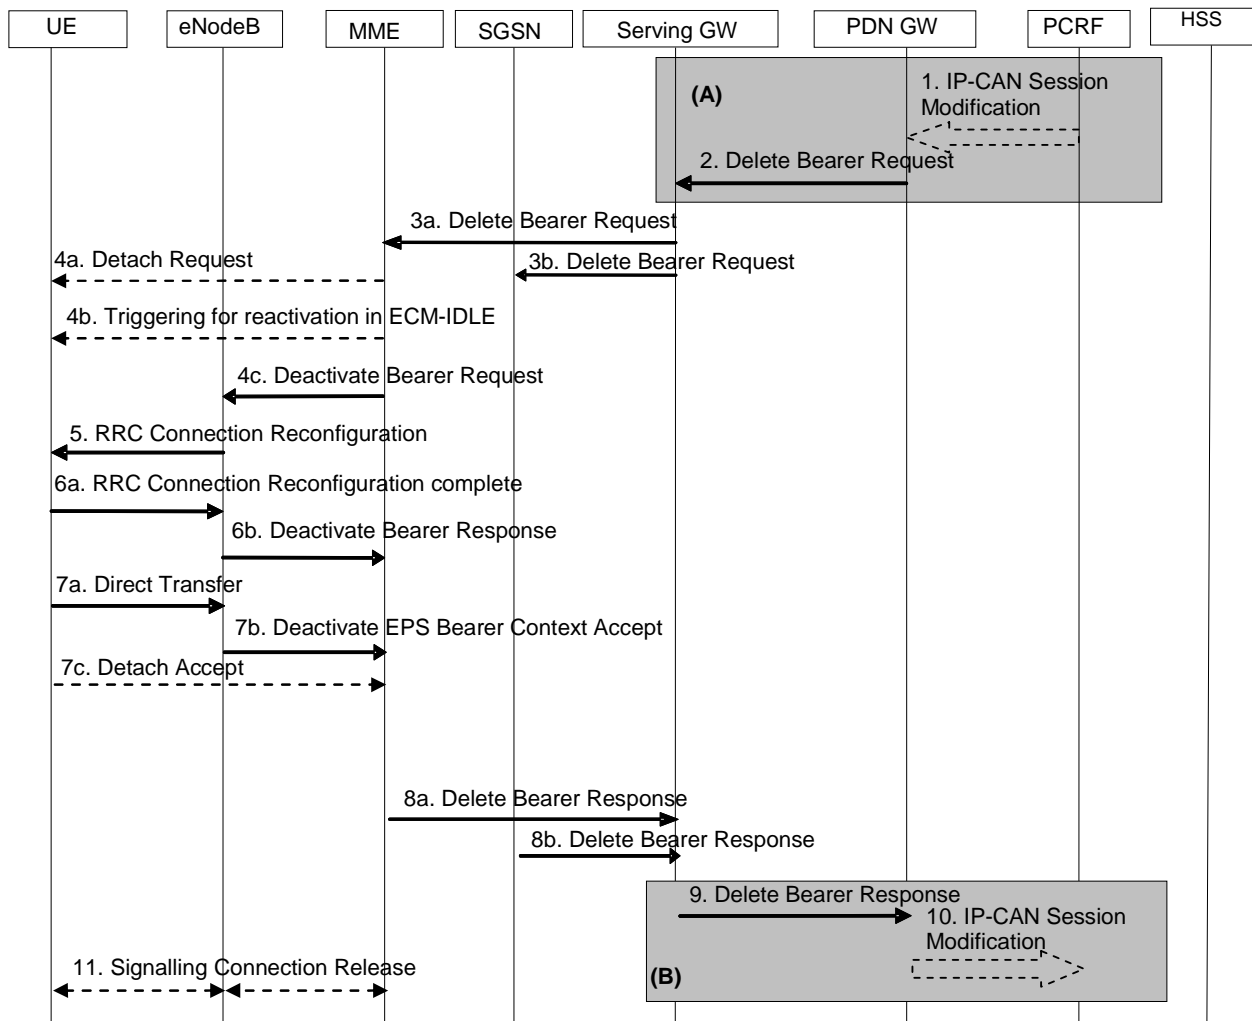 UE
eNodeB
MME
SGSN
Serving GW
PDN GW
PCRF
HSS
(A)
1. IP-CAN Session
Modification
2. Delete Bearer Request
3a. Delete Bearer Request
4a. Detach Request
3b. Delete Bearer Request
4b. Triggering for reactivation in ECM-IDLE
4c. Deactivate Bearer Request
5. RRC Connection Reconfiguration
6a. RRC Connection Reconfiguration complete
6b. Deactivate Bearer Response
7a. Direct Transfer
7b. Deactivate EPS Bearer Context Accept
7c. Detach Accept
8a. Delete Bearer Response
8b. Delete Bearer Response
9. Delete Bearer Response
10. IP-CAN Session
Modification
11. Signalling Connection Release
(B)